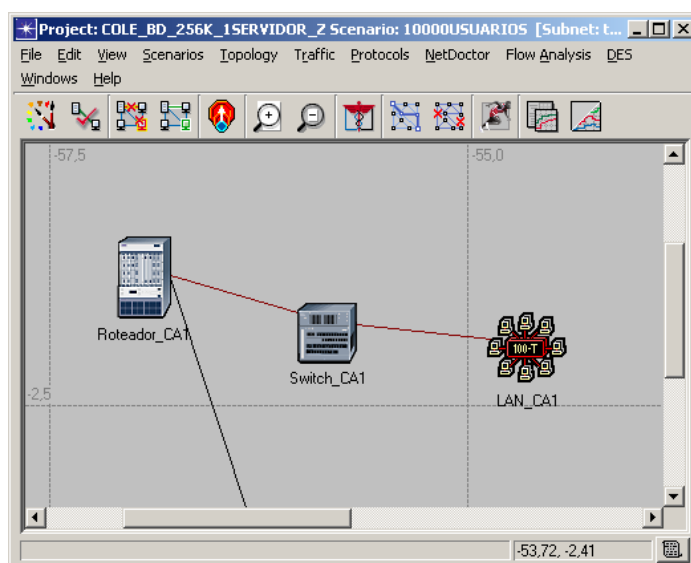 Project: COLE_BD_256K_1SERVIDOR_Z Scenario: 10000USUARIOS [Subnet: t...
File Edit View Scenarios Topology Traffic Protocols NetDoctor Flow Analysis DES
Windows Help
-57,5 -55,0
Roteador_CA1
100-T
Switch_CA1
-2,5
LAN_CA1
-53,72, -2,41